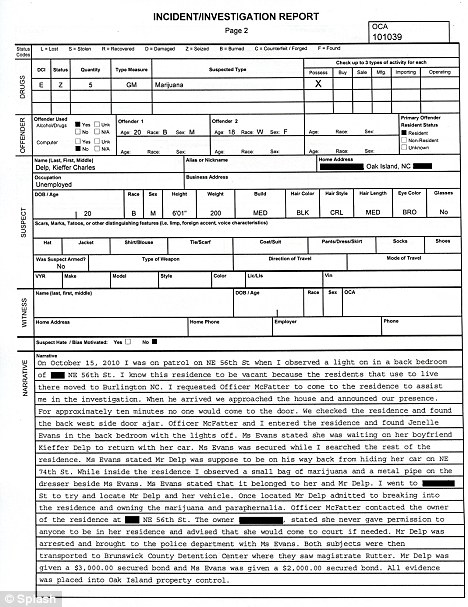 INCIDENT/INVESTIGATION REPORT
Page 2
OCA
101039
Status Codes L = Lost S = Stolen R = Recovered D = Damaged Z = Seized B = Burned C = Counterfeit / Forged F = Found
DRUGS
DCI Status Quantity Type Measure Suspected Type Check up to 3 types of activity for each
Possess Buy Sale Mfg. Importing Operating
E Z 5 GM Marijuana X
OFFENDER
Offender Used Offender 1 Offender 2 Primary Offender
Alcohol/Drugs Yes Unk Age: 20 Race: B Sex: M Age: 18 Race: W Sex: F Age: Race: Sex: Resident Status
No N/A Resident
Computer Yes Unk Non-Resident
No N/A Age: Race: Sex: Age: Race: Sex: Age: Race: Sex: Unknown
SUSPECT
Name (Last, First, Middle) Alias or Nickname Home Address
Delp, Kieffer Charles Oak Island, NC
Occupation Business Address
Unemployed
DOB / Age Race Sex Height Weight Build Hair Color Hair Style Hair Length Eye Color Glasses
20 B M 6'01" 200 MED BLK CRL MED BRO No
Scars, Marks, Tatoos, or other distinguishing features (i.e. limp, foreign accent, voice characteristics)
Hat Jacket Shirt/Blouse Tie/Scarf Coat/Suit Pants/Dress/Skirt Socks Shoes
Was Suspect Armed? Type of Weapon Direction of Travel Mode of Travel
No
VYR Make Model Style Color Lic/Lis Vin
WITNESS
Name (last, first, middle) DOB / Age Race Sex OCA
Home Address Home Phone Employer Phone
Suspect Hate / Bias Motivated: Yes No
NARRATIVE
Narrative
On October 15, 2010 I was on patrol on NE 56th St when I observed a light on in a back bedroom
of NE 56th St. I know this residence to be vacant because the residents that use to live
there moved to Burlington NC. I requested Officer McFatter to come to the residence to assist
me in the investigation. When he arrived we approached the house and announced our presence.
For approximately ten minutes no one would come to the door. We checked the residence and found
the back west side door ajar. Officer McFatter and I entered the residence and found Jenelle
Evans in the back bedroom with the lights off. Ms. Evans stated she was waiting on her boyfriend
Kieffer Delp to return with her car. Ms Evans was secured while I searched the rest of the
residence. Ms Evans stated that Mr Delp was suppose to be on his way back from hiding her car on NE
74th St. While inside the residence I observed a small bag of marijuana and a metal pipe on the
dresser beside Ms Evans. Ms Evans stated that it belonged to her and Mr Delp. I went to
St to try and locate Mr Delp and her vehicle. Once located Mr Delp admitted to breaking into
the residence and owning the marijuana and paraphernalia. Officer McFatter contacted the owner
of the residence at NE 56th St. The owner , stated she never gave permission to
anyone to be in her residence and advised that she would come to court if needed. Mr Delp was
arrested and brought to the police department with Ms Evans. Both subjects were then
transported to Brunswick County Detention Center where they saw magistrate Rutter. Mr Delp was
given a $3,000.00 secured bond and Ms Evans was given a $2,000.00 secured bond. All evidence
was placed into Oak Island property control.
© Splash